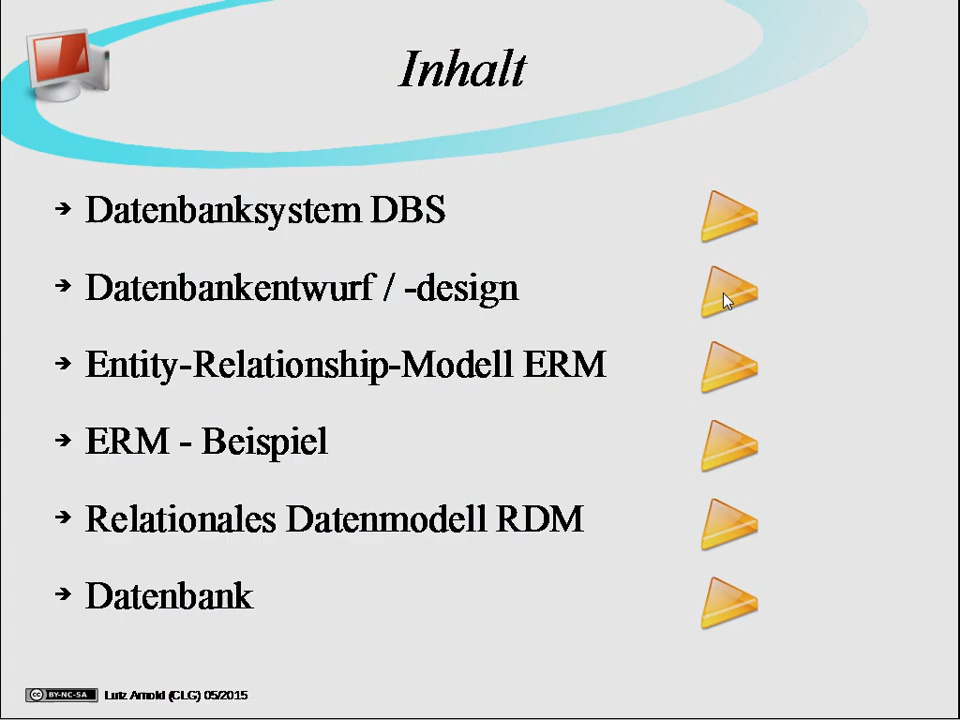 Inhalt
➔ Datenbanksystem DBS
➔ Datenbankentwurf / -design
➔ Entity-Relationship-Modell ERM
➔ ERM - Beispiel
➔ Relationales Datenmodell RDM
➔ Datenbank
cc BY-NC-SA Lutz Arnold (CLG) 05/2015